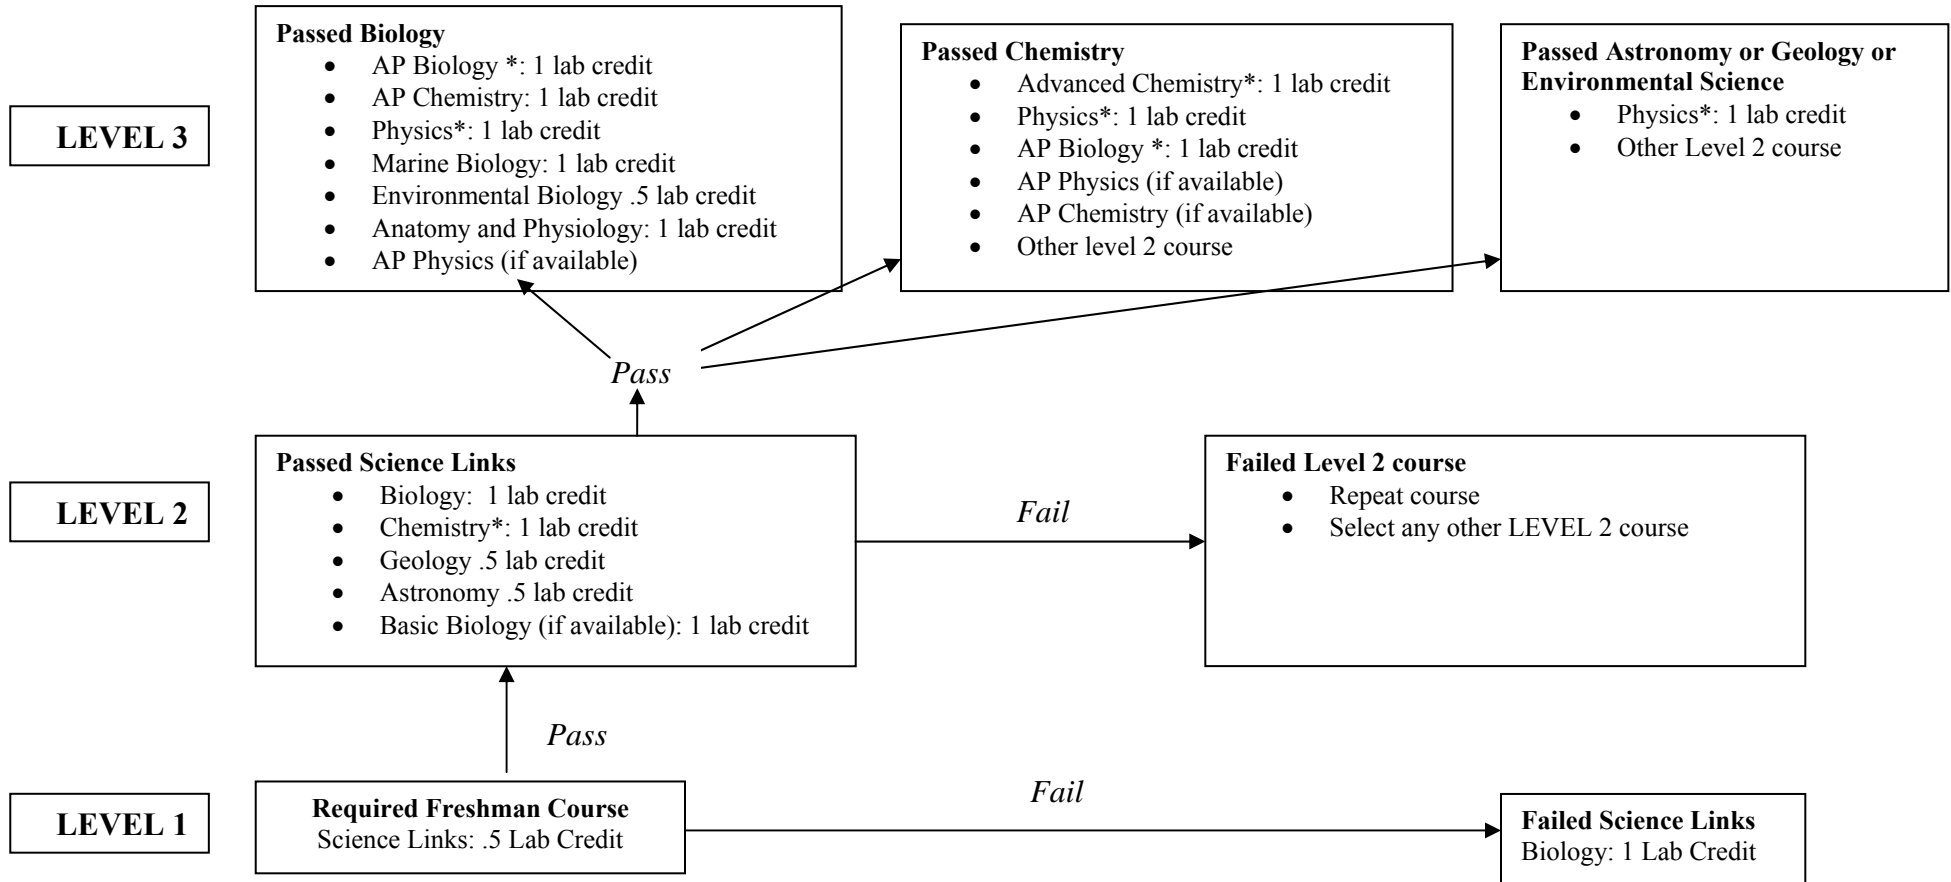 LEVEL 3
Passed Biology
• AP Biology *: 1 lab credit
• AP Chemistry: 1 lab credit
• Physics*: 1 lab credit
• Marine Biology: 1 lab credit
• Environmental Biology .5 lab credit
• Anatomy and Physiology: 1 lab credit
• AP Physics (if available)
Passed Chemistry
• Advanced Chemistry*: 1 lab credit
• Physics*: 1 lab credit
• AP Biology *: 1 lab credit
• AP Physics (if available)
• AP Chemistry (if available)
• Other level 2 course
Passed Astronomy or Geology or
Environmental Science
• Physics*: 1 lab credit
• Other Level 2 course
Pass
LEVEL 2
Passed Science Links
• Biology:  1 lab credit
• Chemistry*: 1 lab credit
• Geology .5 lab credit
• Astronomy .5 lab credit
• Basic Biology (if available): 1 lab credit
Fail
Failed Level 2 course
• Repeat course
• Select any other LEVEL 2 course
Pass
LEVEL 1
Required Freshman Course
Science Links: .5 Lab Credit
Fail
Failed Science Links
Biology: 1 Lab Credit